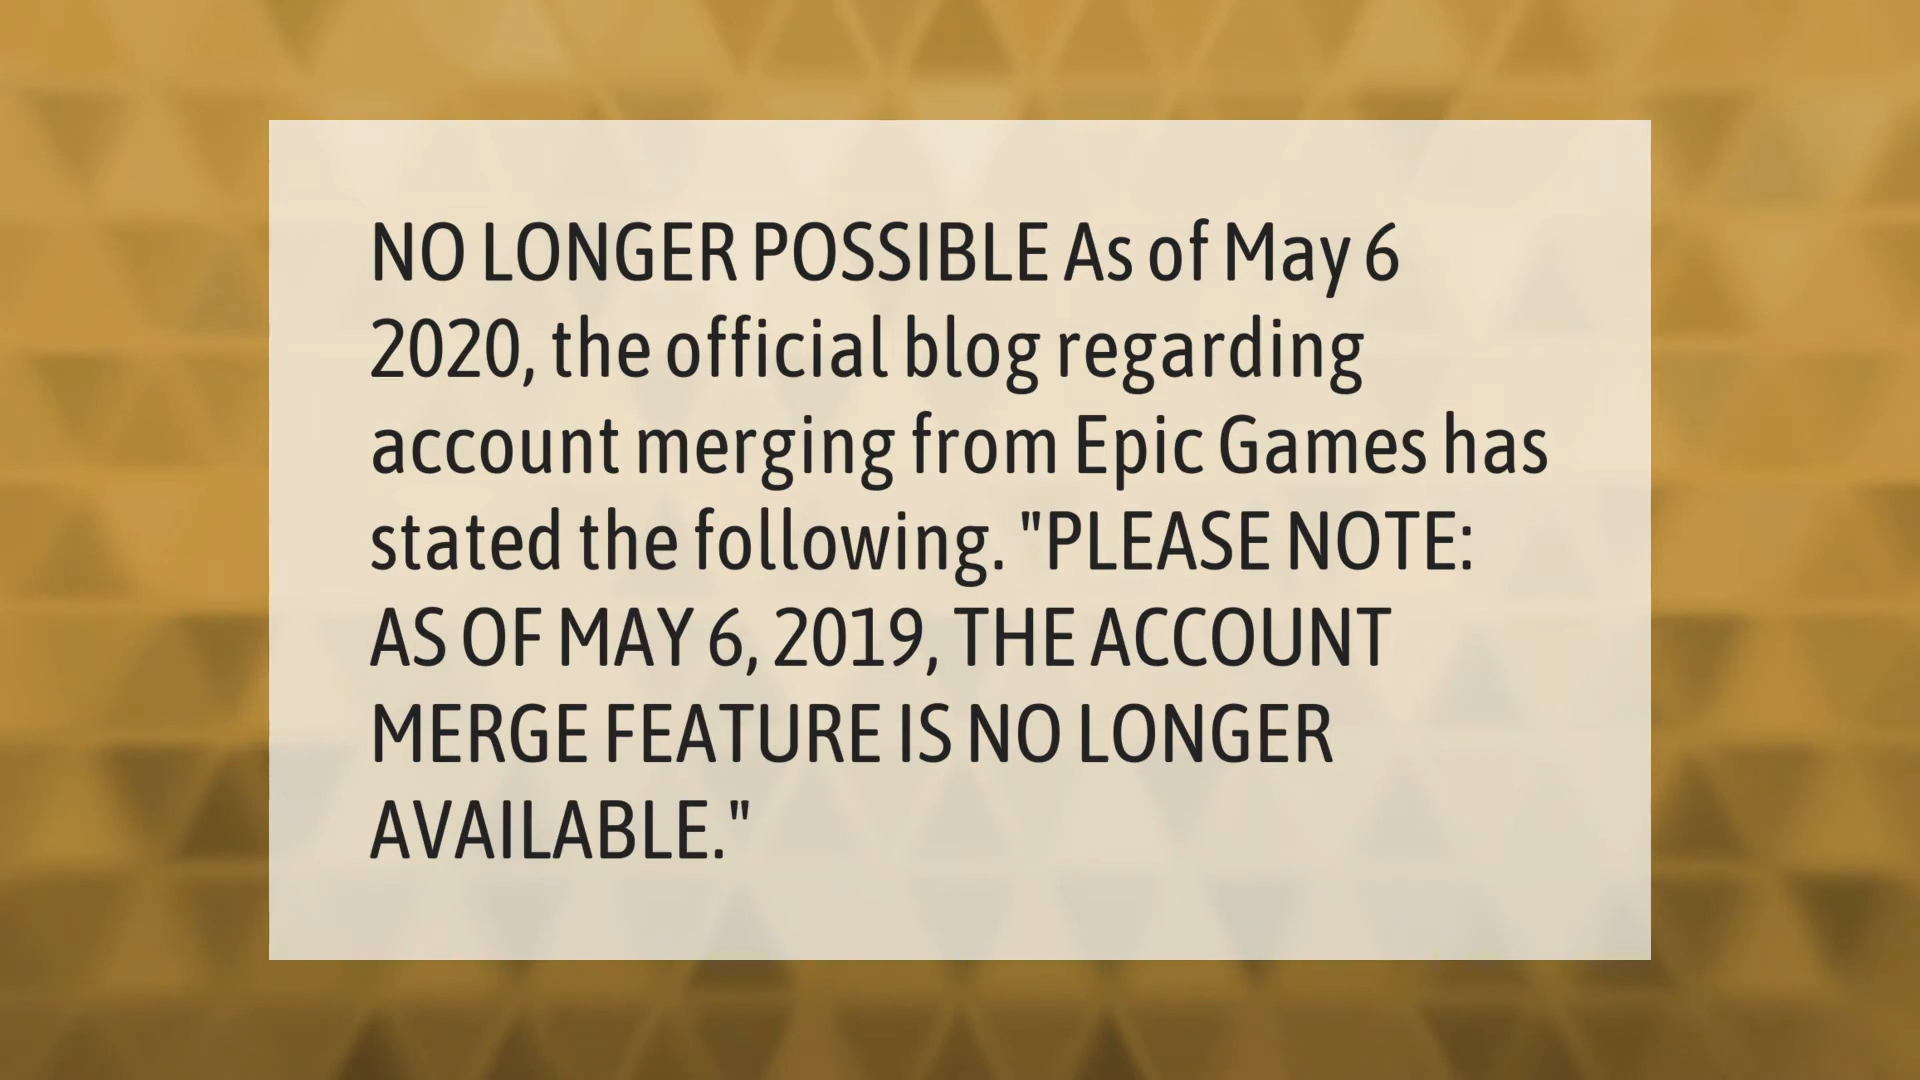 NO LONGER POSSIBLE As of May 6
2020, the official blog regarding
account merging from Epic Games has
stated the following. "PLEASE NOTE:
AS OF MAY 6, 2019, THE ACCOUNT
MERGE FEATURE IS NO LONGER
AVAILABLE."